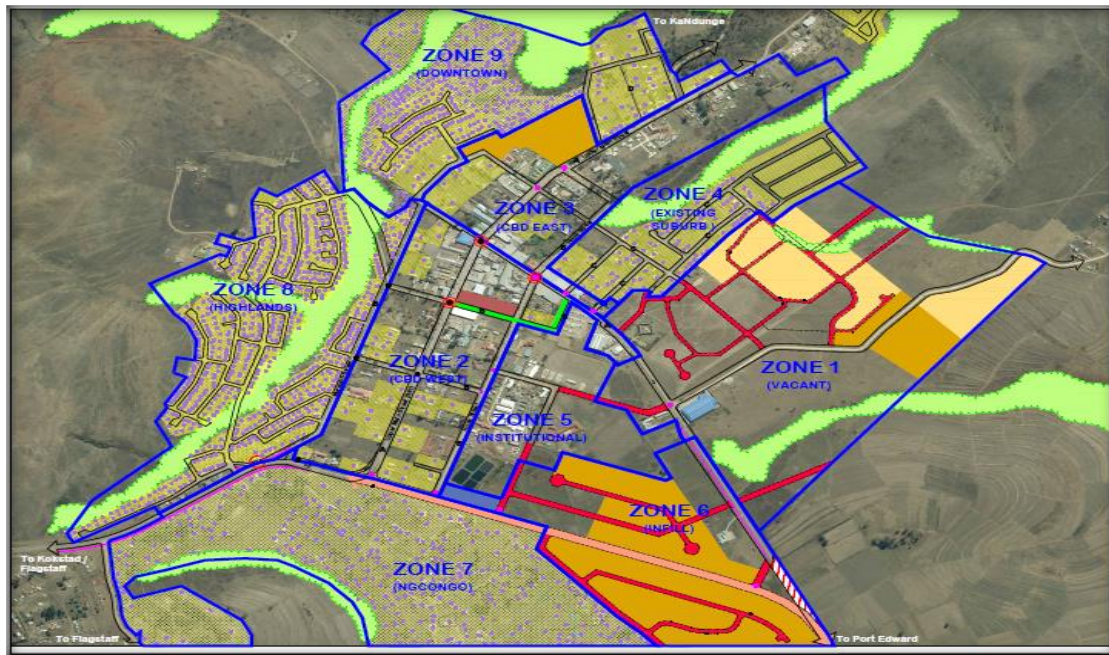 To KaNdunge
ZONE 9
(DOWNTOWN)
ZONE 4
(EXISTING
SUBURB )
ZONE 3
(CBD EAST)
ZONE 8
(HIGHLANDS)
ZONE 2
(CBD WEST)
ZONE 1
(VACANT)
ZONE 5
(INSTITUTIONAL)
ZONE 6
(INFILL)
ZONE 7
(NGCONGO)
To Kokstad /
Flagstaff
To Flagstaff
To Port Edward